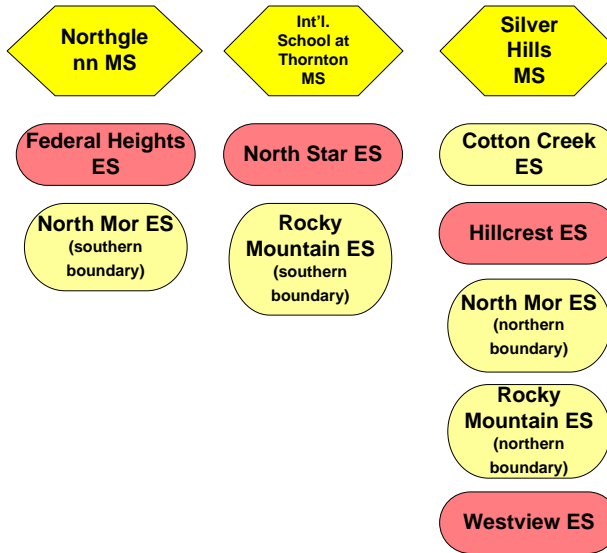 Northgle
nn MS
Int'l.
School at
Thornton
MS
Silver
Hills
MS
Federal Heights
ES
North Star ES
Cotton Creek
ES
North Mor ES
(southern
boundary)
Rocky
Mountain ES
(southern
boundary)
Hillcrest ES
North Mor ES
(northern
boundary)
Rocky
Mountain ES
(northern
boundary)
Westview ES